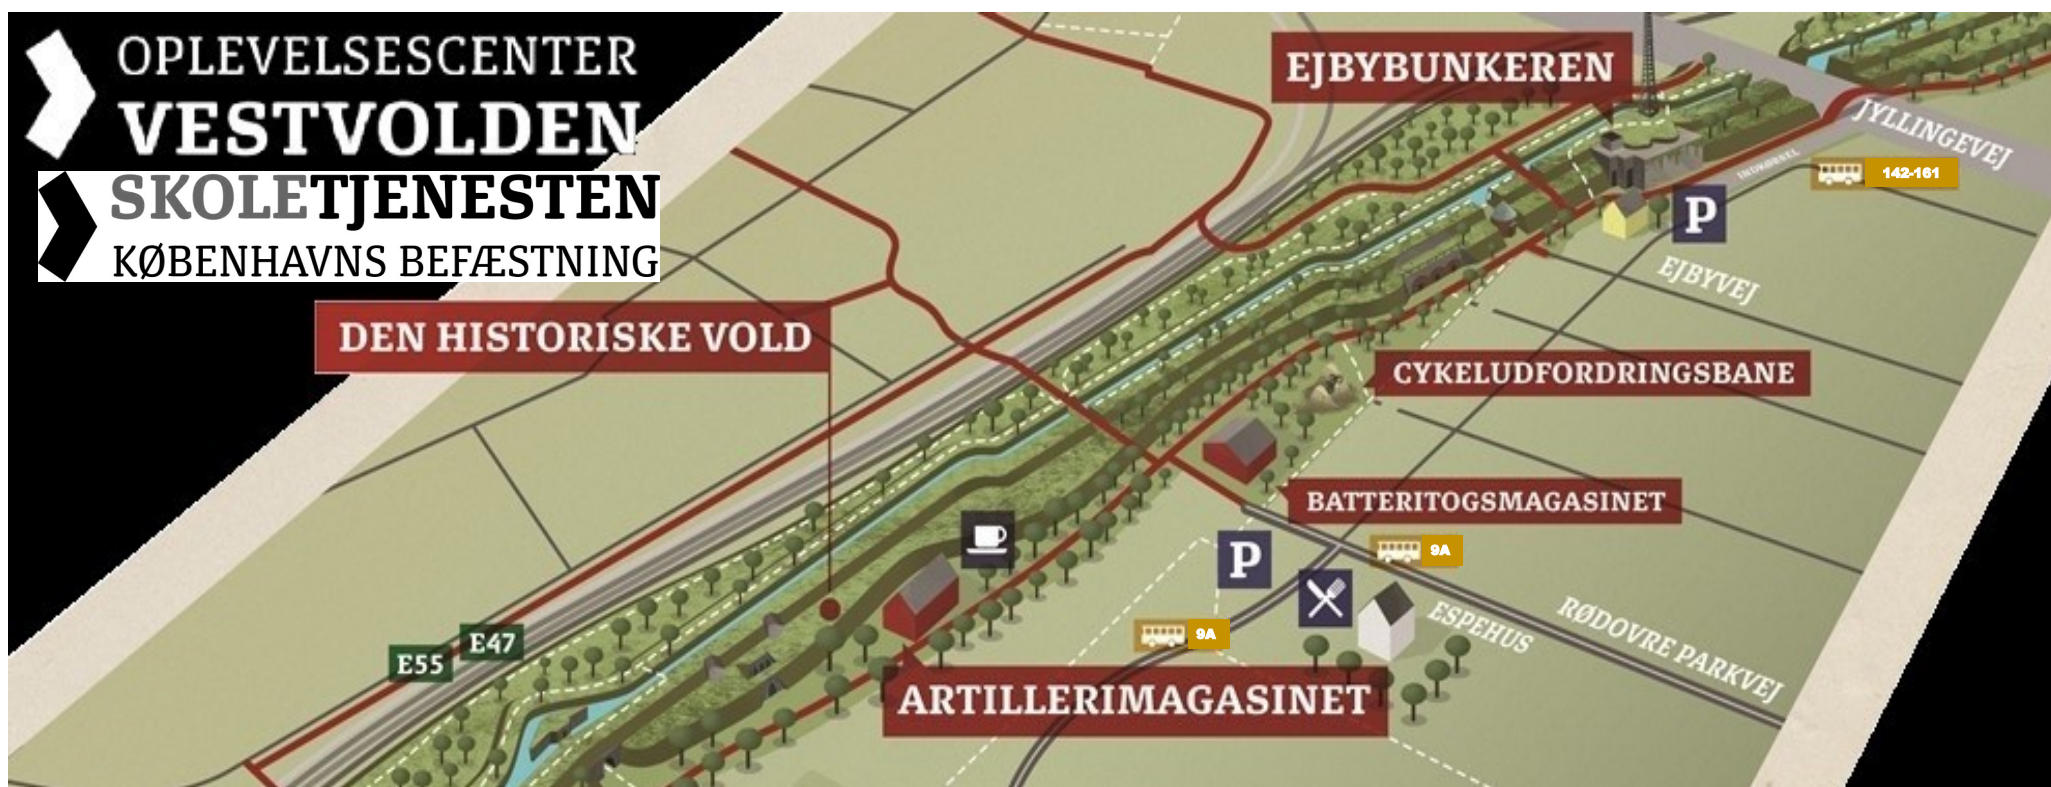 OPLEVELSESCENTER
VESTVOLDEN
SKOLETJENESTEN
KØBENHAVNS BEFÆSTNING
EJBYBUNKEREN
JYLLINGEVEJ
INDKØRSEL
142-161
P
EJBYVEJ
DEN HISTORISKE VOLD
CYKELUDFORDRINGSBANE
BATTERITOGSMAGASINET
P
9A
9A
ESPEHUS
RØDOVRE PARKVEJ
E47
E55
ARTILLERIMAGASINET